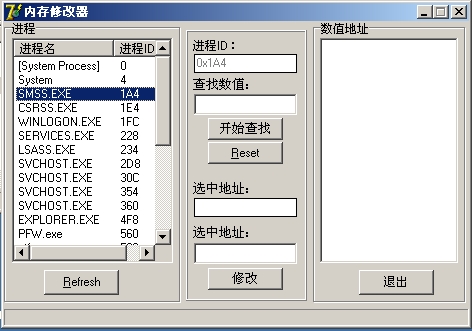 内存修改器
进程
进程名 进程ID
[System Process] 0
System 4
SMSS.EXE 1A4
CSRSS.EXE 1E4
WINLOGON.EXE 1FC
SERVICES.EXE 228
LSASS.EXE 234
SVCHOST.EXE 2D8
SVCHOST.EXE 30C
SVCHOST.EXE 354
SVCHOST.EXE 360
EXPLORER.EXE 4F8
PFW.exe 560
Refresh
进程ID：
0x1A4
查找数值：
开始查找
Reset
选中地址：
选中地址：
修改
数值地址
退出